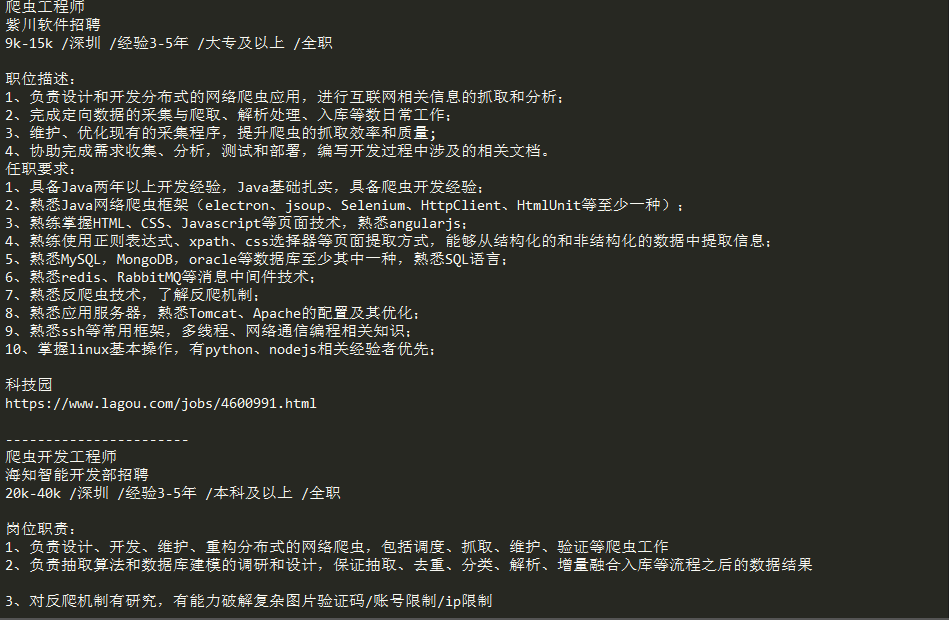 爬虫工程师
紫川软件招聘
9k-15k /深圳 /经验3-5年 /大专及以上 /全职
职位描述:
1、负责设计和开发分布式的网络爬虫应用，进行互联网相关信息的抓取和分析;
2、完成定向数据的采集与爬取、解析处理、入库等数日常工作;
3、维护、优化现有的采集程序，提升爬虫的抓取效率和质量;
4、协助完成需求收集、分析，测试和部署，编写开发过程中涉及的相关文档。
任职要求:
1、具备Java两年以上开发经验，Java基础扎实，具备爬虫开发经验;
2、熟悉Java网络爬虫框架（electron、jsoup、Selenium、HttpClient、HtmlUnit等至少一种）;
3、熟练掌握HTML、CSS、Javascript等页面技术，熟悉angularjs;
4、熟练使用正则表达式、xpath、css选择器等页面提取方式，能够从结构化的和非结构化的数据中提取信息;
5、熟悉MySQL，MongoDB，oracle等数据库至少其中一种，熟悉SQL语言;
6、熟悉redis、RabbitMQ等消息中间件技术;
7、熟悉反爬虫技术，了解反爬机制;
8、熟悉应用服务器，熟悉Tomcat、Apache的配置及其优化;
9、熟悉ssh等常用框架，多线程、网络通信编程相关知识;
10、掌握linux基本操作，有python、nodejs相关经验者优先;
科技园
https://www.lagou.com/jobs/4600991.html
-----------------------
爬虫开发工程师
海知智能开发部招聘
20k-40k /深圳 /经验3-5年 /本科及以上 /全职
岗位职责:
1、负责设计、开发、维护、重构分布式的网络爬虫，包括调度、抓取、维护、验证等爬虫工作
2、负责抽取算法和数据库建模的调研和设计，保证抽取、去重、分类、解析、增量融合入库等流程之后的数据结果
3、对反爬机制有研究，有能力破解复杂图片验证码/账号限制/ip限制